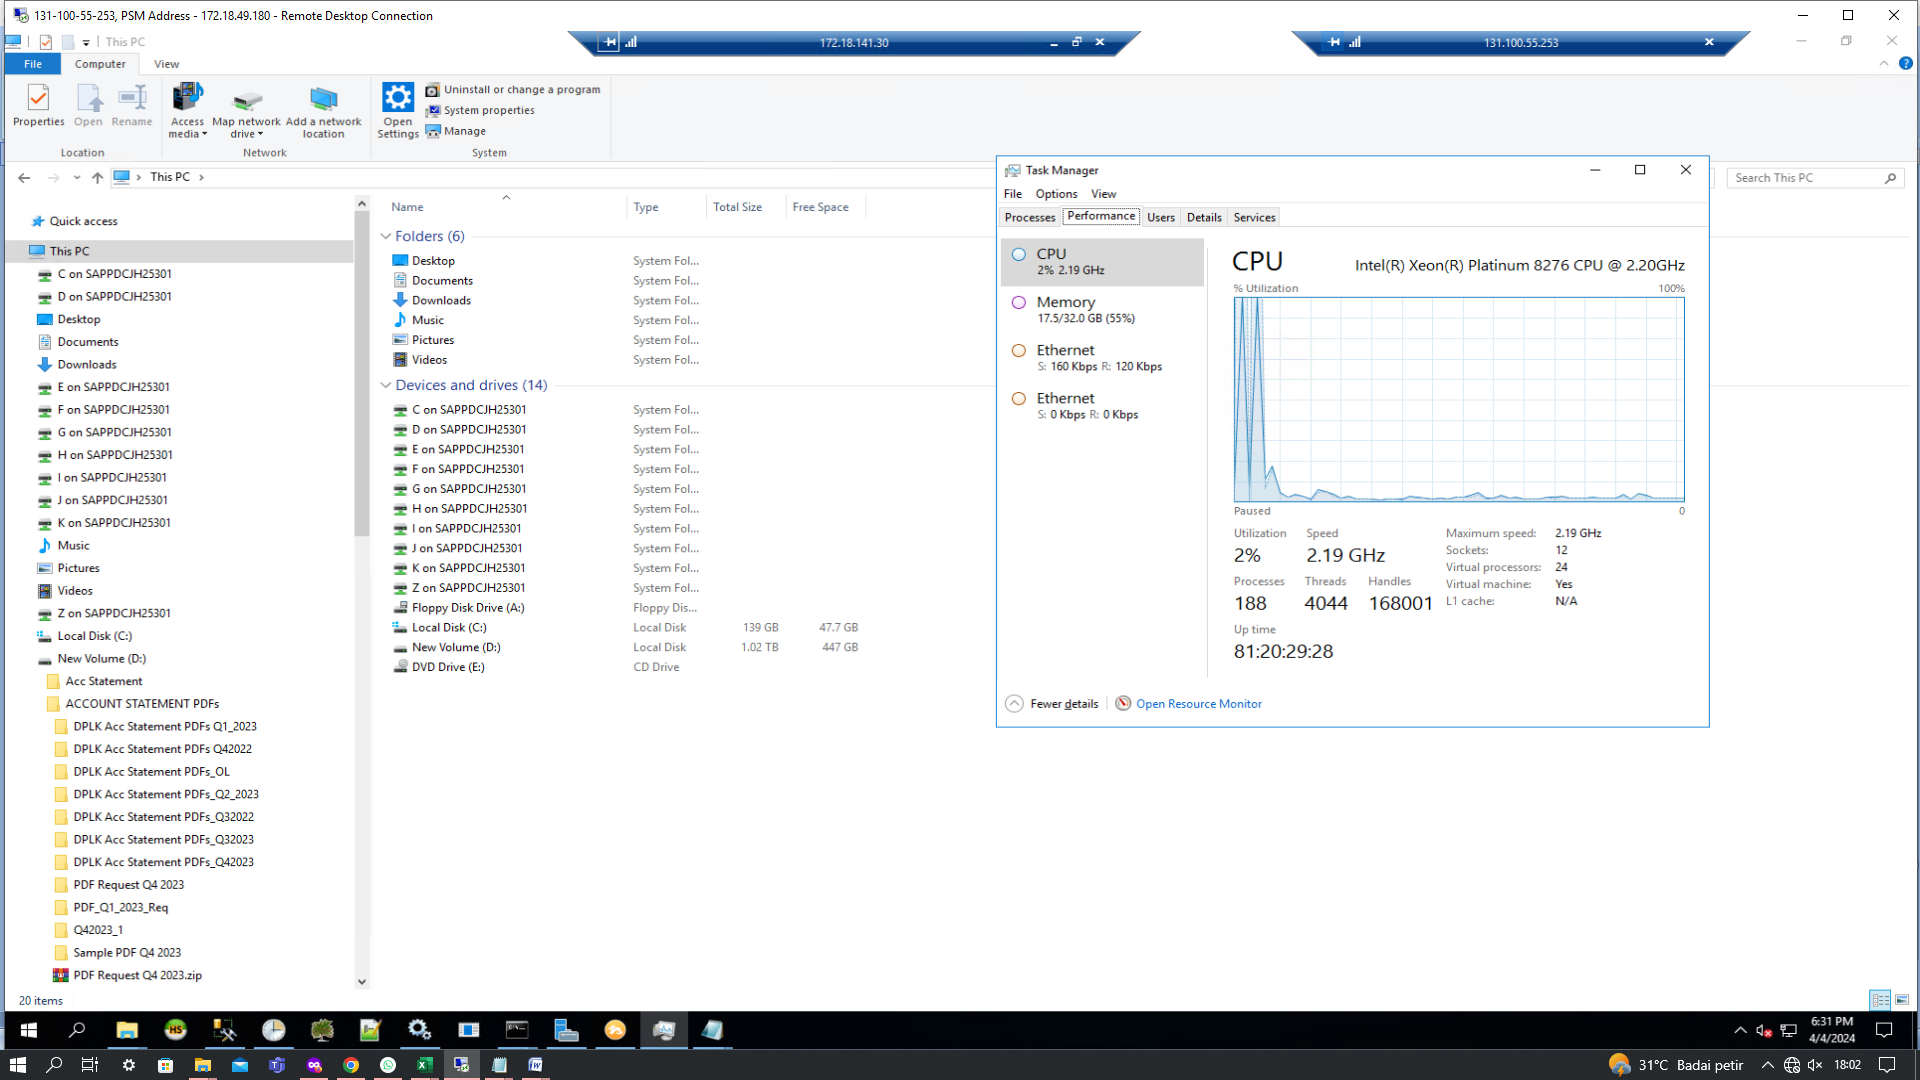 131-100-55-253, PSM Address - 172.18.49.180 - Remote Desktop Connection
This PC
172.18.141.30
131.100.55.253
File
Computer
View
Properties
Open
Rename
Access media
Map network drive
Add a network location
Open Settings
Uninstall or change a program
System properties
Manage
Location
Network
System
This PC
Search This PC
Quick access
This PC
C on SAPPDCJH25301
D on SAPPDCJH25301
Desktop
Documents
Downloads
E on SAPPDCJH25301
F on SAPPDCJH25301
G on SAPPDCJH25301
H on SAPPDCJH25301
I on SAPPDCJH25301
J on SAPPDCJH25301
K on SAPPDCJH25301
Music
Pictures
Videos
Z on SAPPDCJH25301
Local Disk (C:)
New Volume (D:)
Acc Statement
ACCOUNT STATEMENT PDFs
DPLK Acc Statement PDFs Q1_2023
DPLK Acc Statement PDFs Q42022
DPLK Acc Statement PDFs_OL
DPLK Acc Statement PDFs_Q2_2023
DPLK Acc Statement PDFs_Q32022
DPLK Acc Statement PDFs_Q32023
DPLK Acc Statement PDFs_Q42023
PDF Request Q4 2023
PDF_Q1_2023_Req
Q42023_1
Sample PDF Q4 2023
PDF Request Q4 2023.zip
20 items
Name Type Total Size Free Space
Folders (6)
Desktop System Fol...
Documents System Fol...
Downloads System Fol...
Music System Fol...
Pictures System Fol...
Videos System Fol...
Devices and drives (14)
C on SAPPDCJH25301 System Fol...
D on SAPPDCJH25301 System Fol...
E on SAPPDCJH25301 System Fol...
F on SAPPDCJH25301 System Fol...
G on SAPPDCJH25301 System Fol...
H on SAPPDCJH25301 System Fol...
I on SAPPDCJH25301 System Fol...
J on SAPPDCJH25301 System Fol...
K on SAPPDCJH25301 System Fol...
Z on SAPPDCJH25301 System Fol...
Floppy Disk Drive (A:) Floppy Dis...
Local Disk (C:) Local Disk 139 GB 47.7 GB
New Volume (D:) Local Disk 1.02 TB 447 GB
DVD Drive (E:) CD Drive
Task Manager
File Options View
Processes Performance Users Details Services
CPU
2% 2.19 GHz
Memory
17.5/32.0 GB (55%)
Ethernet
S: 160 Kbps R: 120 Kbps
Ethernet
S: 0 Kbps R: 0 Kbps
CPU Intel(R) Xeon(R) Platinum 8276 CPU @ 2.20GHz
% Utilization 100%
Paused 0
Utilization Speed
2% 2.19 GHz
Processes Threads Handles
188 4044 168001
Up time
81:20:29:28
Maximum speed: 2.19 GHz
Sockets: 12
Virtual processors: 24
Virtual machine: Yes
L1 cache: N/A
Fewer details Open Resource Monitor
HS
6:31 PM
4/4/2024
31°C Badai petir
18:02